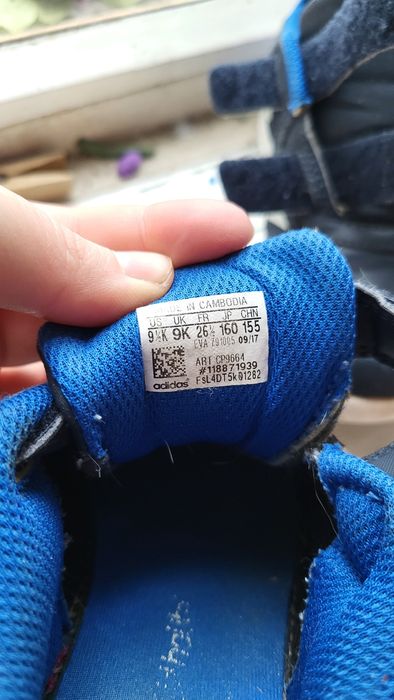 IN CAMBODIA
US UK FR JP CHN
9½K 9K 26½ 160 155
EVA 791005 09/17
ART CP9664
#118871939
adidas FSL4DT5K01282